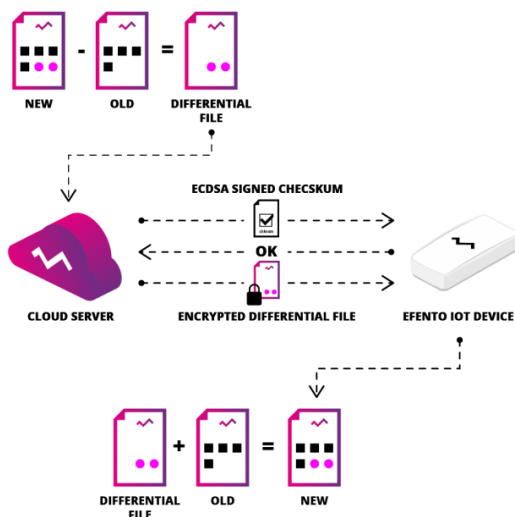 - =
NEW OLD DIFFERENTIAL
FILE
ECDSA SIGNED CHECSKUM
OK
CLOUD SERVER ENCRYPTED DIFFERENTIAL FILE EFENTO IOT DEVICE
+ =
DIFFERENTIAL OLD NEW
FILE